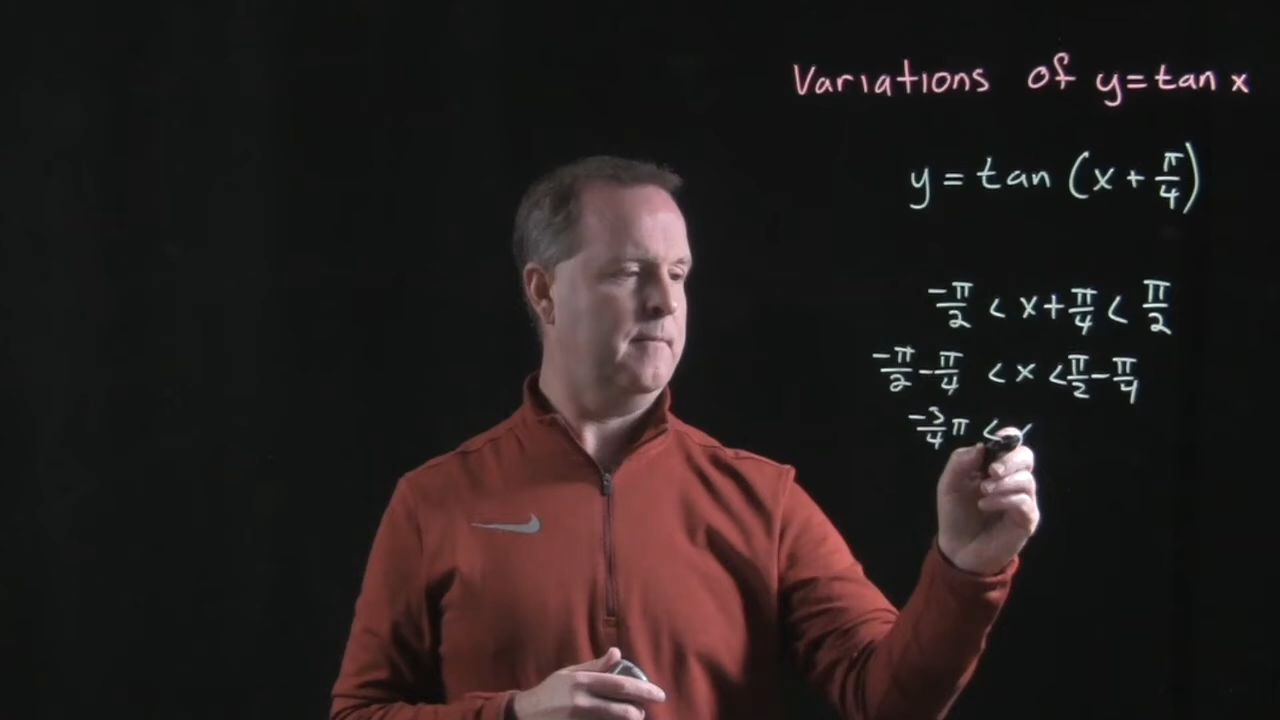 Variations of y=tan x
y = tan (x + π/4)
-π/2 < x + π/4 < π/2
-π/2 - π/4 < x < π/2 - π/4
-3/4 π < x